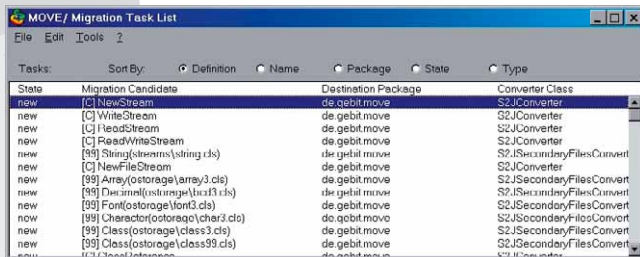 MOVE/ Migration Task List
File Edit Tools ?
Tasks: Sort By: Definition Name Package State Type
State Migration Candidate Destination Package Converter Class
new [C] NewStream de.gebit.move S2JConverter
new [C] WriteStream de.gebit.move S2JConverter
new [C] ReadStream de.gebit.move S2JConverter
new [C] ReadWriteStream de.gebit.move S2JConverter
new [99] String(streams\string.cls) de.gebit.move S2JSecondaryFilesConvert
new [C] NewFileStream de.gebit.move S2JConverter
new [99] Array(ostorage\array3.cls) de.gebit.move S2JSecondaryFilesConvert
new [99] Decimal(ostorage\bcd3.cls) de.gebit.move S2JSecondaryFilesConvert
new [99] Font(ostorage\font3.cls) de.gebit.move S2JSecondaryFilesConvert
new [99] Character(ostorage\char3.cls) de.gebit.move S2JSecondaryFilesConvert
new [99] Class(ostorage\class3.cls) de.gebit.move S2JSecondaryFilesConvert
new [99] Class(ostorage\class99.cls) de.gebit.move S2JSecondaryFilesConvert
new [C] ClassReference de.gebit.move S2JConverter